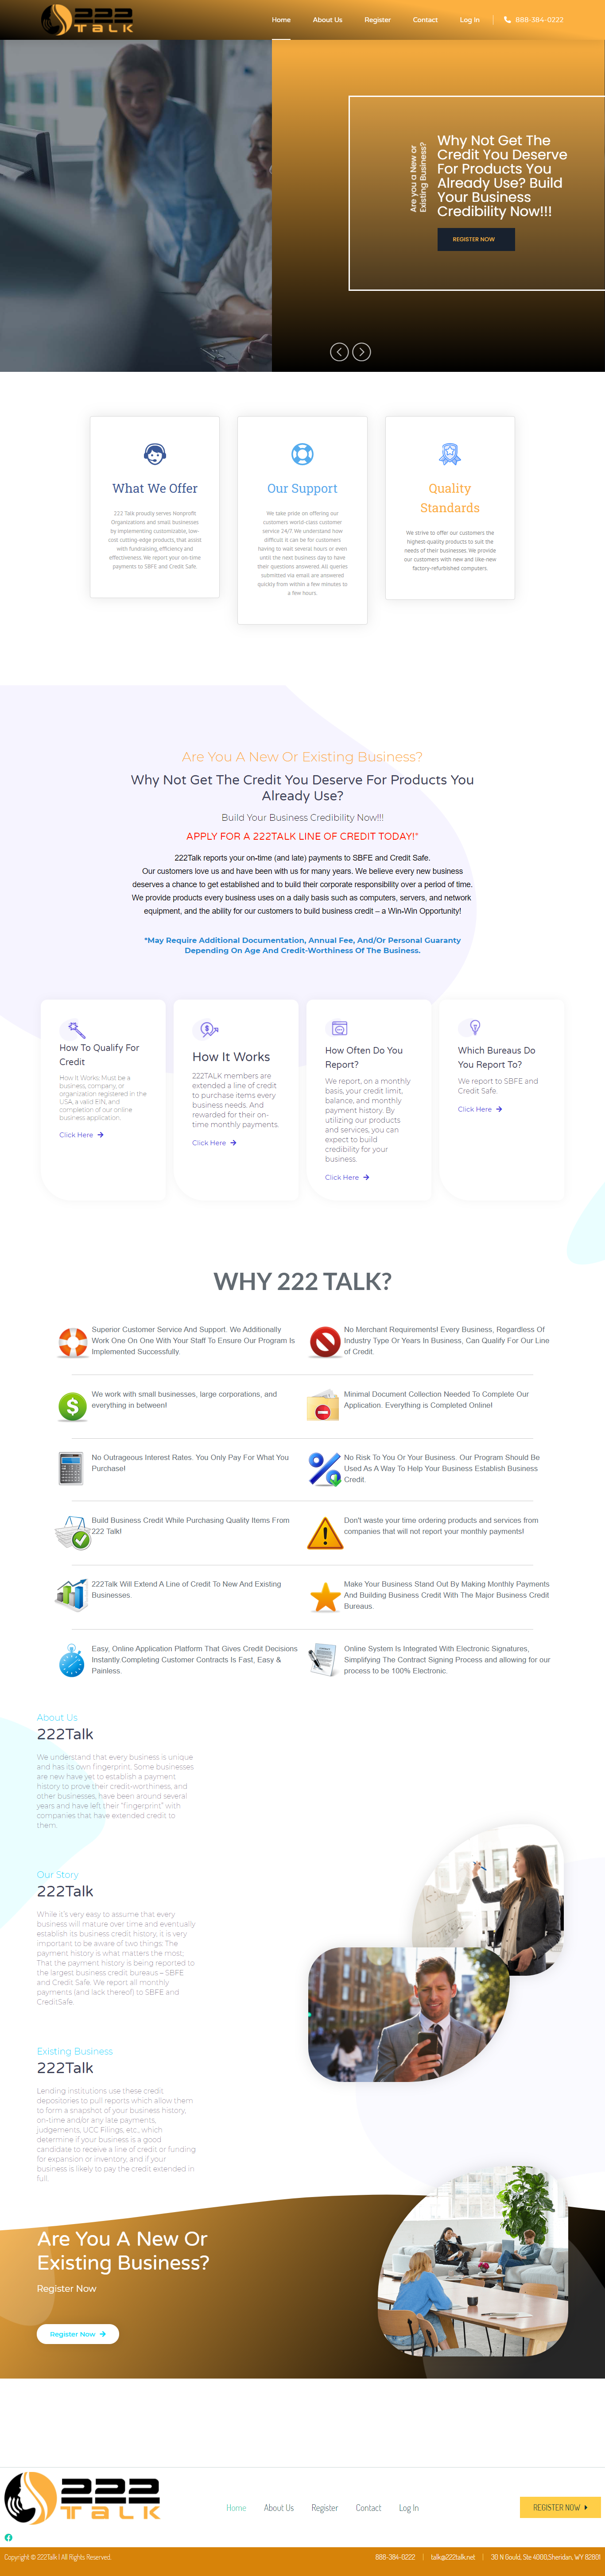 222
TALK
Home About Us Register Contact Log In 888-384-0222
Are you a New or
Existing Business?
Why Not Get The
Credit You Deserve
For Products You
Already Use? Build
Your Business
Credibility Now!!!
REGISTER NOW
What We Offer
222 Talk proudly serves Nonprofit
Organizations and small businesses
by implementing customizable, low-
cost cutting-edge products, that assist
with fundraising, efficiency and
effectiveness. We report your on-time
payments to SBFE and Credit Safe.
Our Support
We take pride on offering our
customers world-class customer
service 24/7. We understand how
difficult it can be for customers
having to wait several hours or even
until the next business day to have
their questions answered. All queries
submitted via email are answered
quickly from within a few minutes to
a few hours.
Quality
Standards
We strive to offer our customers the
highest-quality products to suit the
needs of their businesses. We provide
our customers with new and like-new
factory-refurbished computers.
Are You A New Or Existing Business?
Why Not Get The Credit You Deserve For Products You
Already Use?
Build Your Business Credibility Now!!!
APPLY FOR A 222TALK LINE OF CREDIT TODAY!*
222Talk reports your on-time (and late) payments to SBFE and Credit Safe.
Our customers love us and have been with us for many years. We believe every new business
deserves a chance to get established and to build their corporate responsibility over a period of time.
We provide products every business uses on a daily basis such as computers, servers, and network
equipment, and the ability for our customers to build business credit – a Win-Win Opportunity!
*May Require Additional Documentation, Annual Fee, And/Or Personal Guaranty
Depending On Age And Credit-Worthiness Of The Business.
How To Qualify For
Credit
How It Works: Must be a
business, company, or
organization registered in the
USA, a valid EIN, and
completion of our online
business application.
Click Here
How It Works
222TALK members are
extended a line of credit
to purchase items every
business needs. And
rewarded for their on-
time monthly payments.
Click Here
How Often Do You
Report?
We report, on a monthly
basis, your credit limit,
balance, and monthly
payment history. By
utilizing our products
and services, you can
expect to build
credibility for your
business.
Click Here
Which Bureaus Do
You Report To?
We report to SBFE and
Credit Safe.
Click Here
WHY 222 TALK?
Superior Customer Service And Support. We Additionally
Work One On One With Your Staff To Ensure Our Program Is
Implemented Successfully.
No Merchant Requirements! Every Business, Regardless Of
Industry Type Or Years In Business, Can Qualify For Our Line
of Credit.
We work with small businesses, large corporations, and
everything in between!
Minimal Document Collection Needed To Complete Our
Application. Everything is Completed Online!
No Outrageous Interest Rates. You Only Pay For What You
Purchase!
No Risk To You Or Your Business. Our Program Should Be
Used As A Way To Help Your Business Establish Business
Credit.
Build Business Credit While Purchasing Quality Items From
222 Talk!
Don't waste your time ordering products and services from
companies that will not report your monthly payments!
222Talk Will Extend A Line of Credit To New And Existing
Businesses.
Make Your Business Stand Out By Making Monthly Payments
And Building Business Credit With The Major Business Credit
Bureaus.
Easy, Online Application Platform That Gives Credit Decisions
Instantly.Completing Customer Contracts Is Fast, Easy &
Painless.
Online System Is Integrated With Electronic Signatures,
Simplifying The Contract Signing Process and allowing for our
process to be 100% Electronic.
About Us
222Talk
We understand that every business is unique
and has its own fingerprint. Some businesses
are new have yet to establish a payment
history to prove their credit-worthiness, and
other businesses, have been around several
years and have left their "fingerprint" with
companies that have extended credit to
them.
Our Story
222Talk
While it's very easy to assume that every
business will mature over time and eventually
establish its business credit history, it is very
important to be aware of two things: The
payment history is what matters the most;
That the payment history is being reported to
the largest business credit bureaus – SBFE
and Credit Safe. We report all monthly
payments (and lack thereof) to SBFE and
CreditSafe.
Existing Business
222Talk
Lending institutions use these credit
depositories to pull reports which allow them
to form a snapshot of your business history,
on-time and/or any late payments,
judgements, UCC Filings, etc., which
determine if your business is a good
candidate to receive a line of credit or funding
for expansion or inventory, and if your
business is likely to pay the credit extended in
full.
Are You A New Or
Existing Business?
Register Now
Register Now
222
TALK
Home About Us Register Contact Log In
REGISTER NOW
Copyright © 222Talk | All Rights Reserved.
888-384-0222 | talk@222talk.net | 30 N Gould, Ste 4000,Sheridan, WY 82801